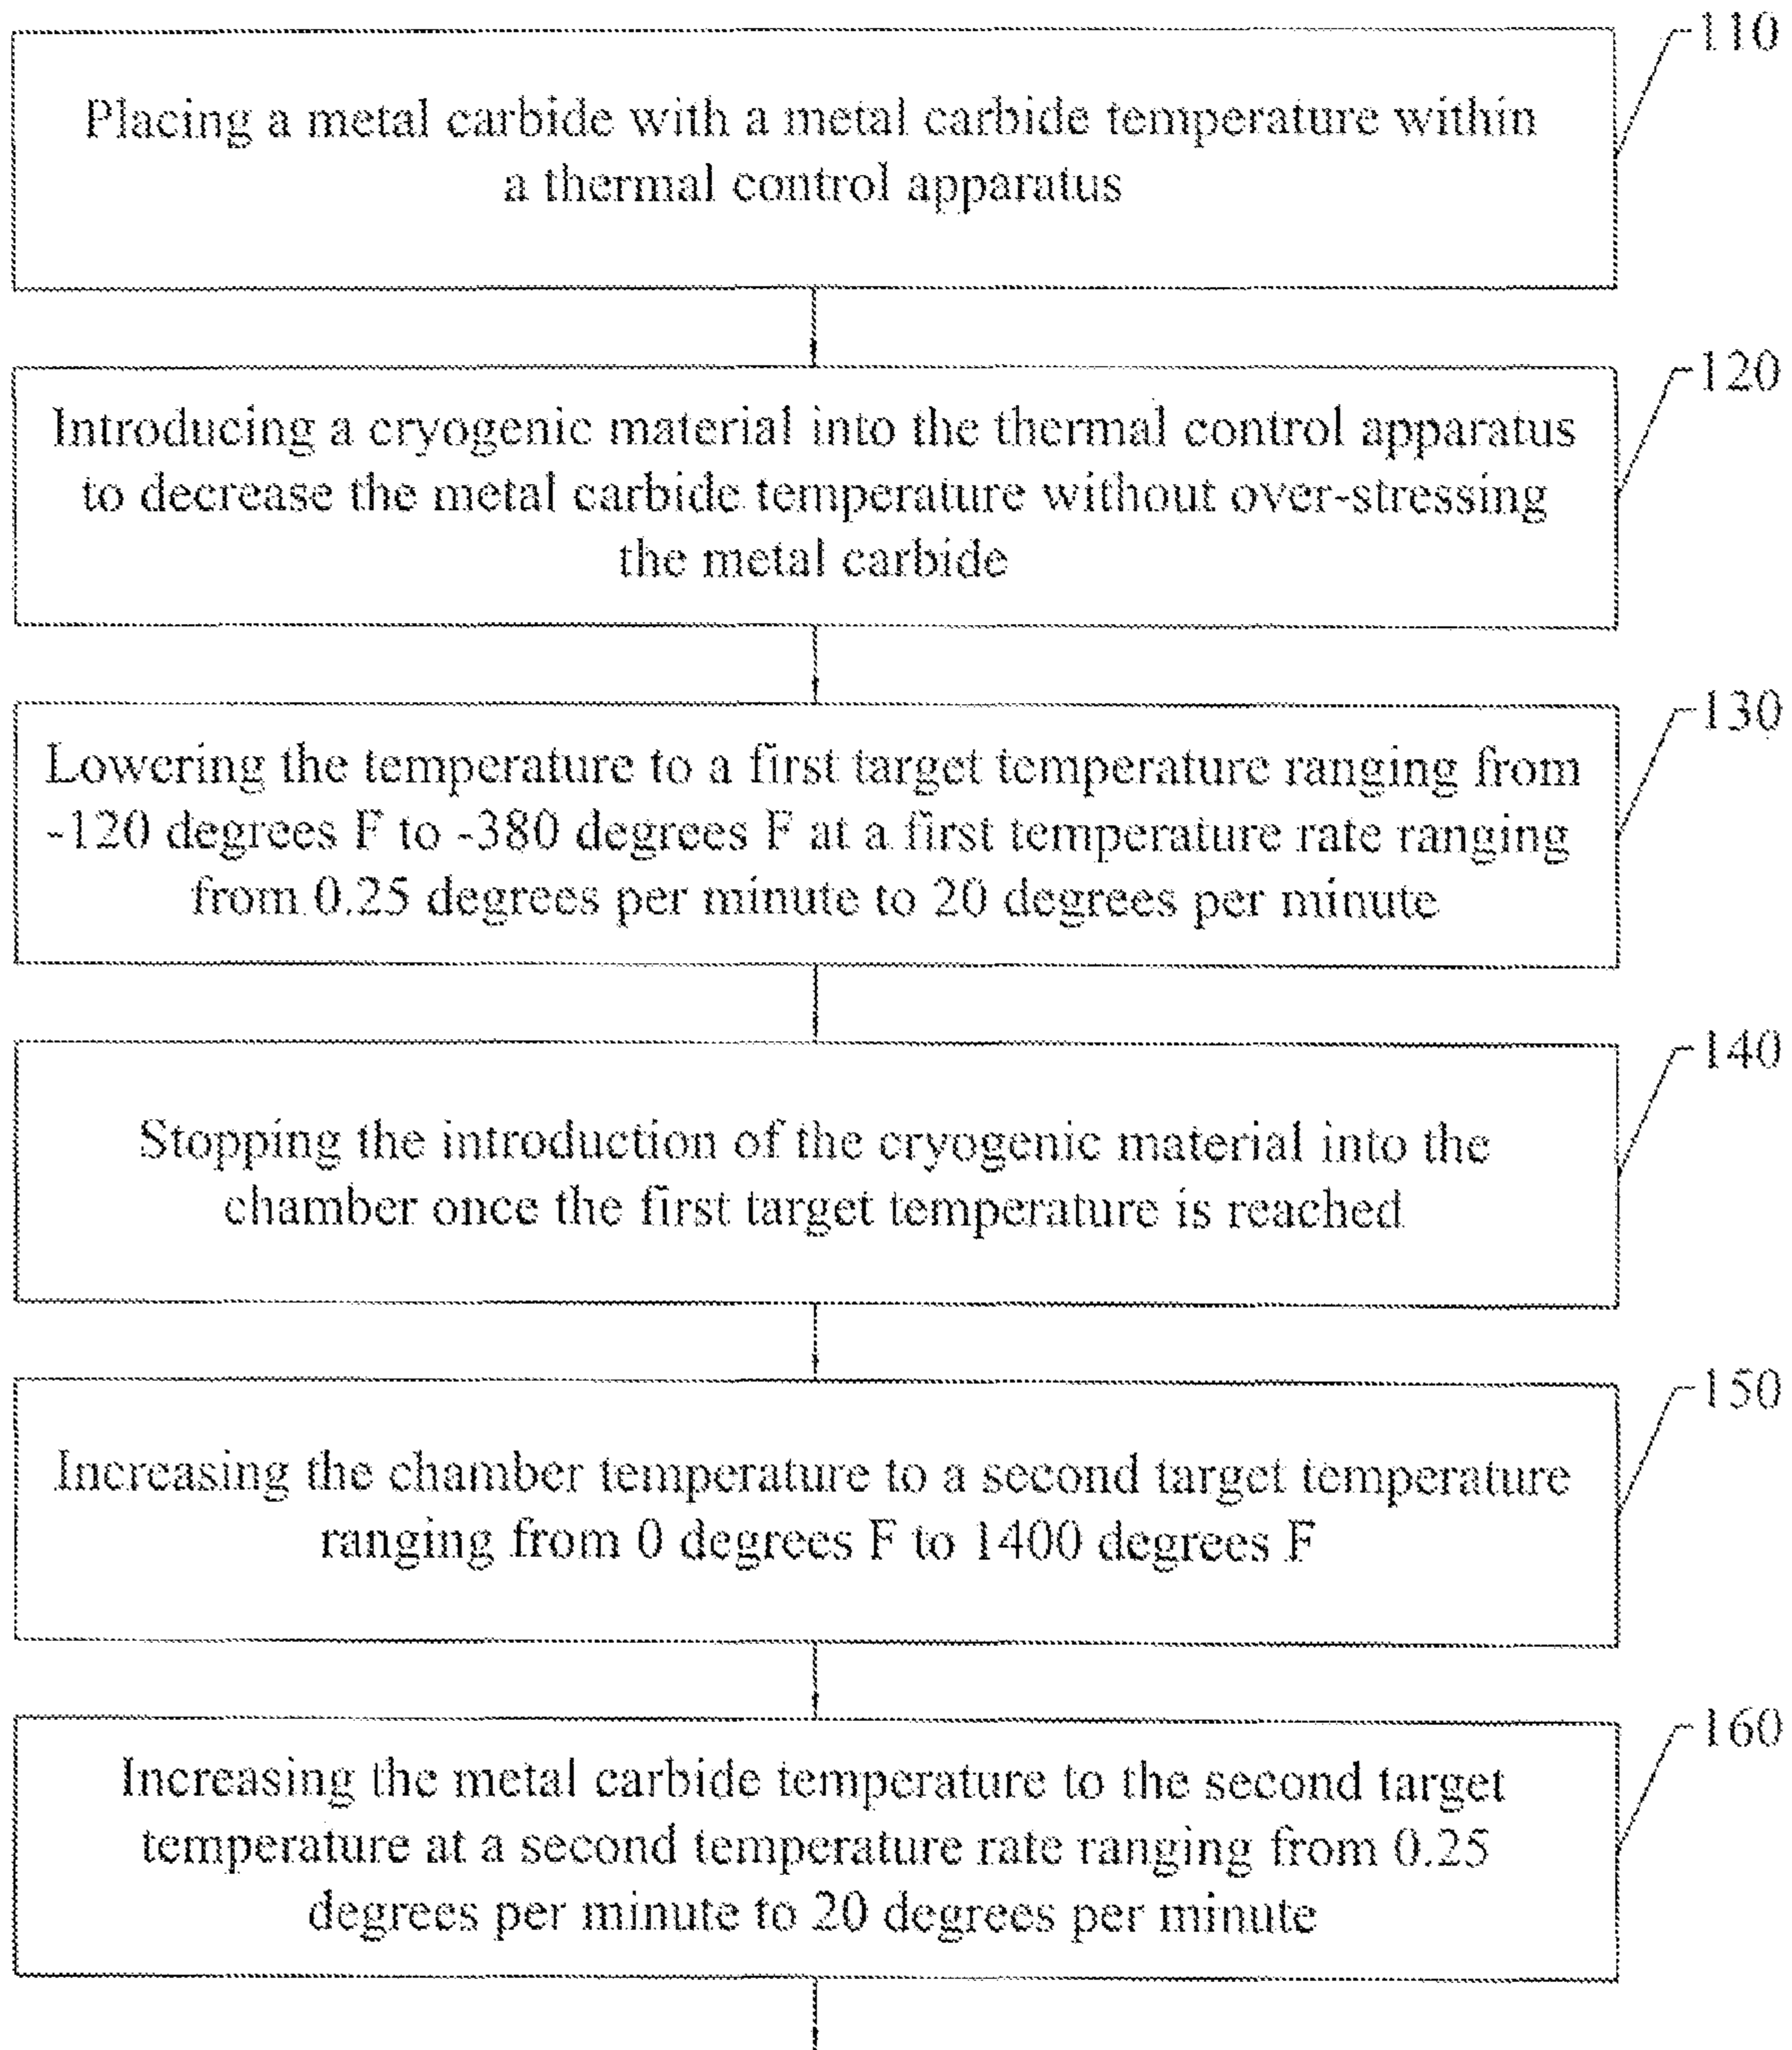 110
Placing a metal carbide with a metal carbide temperature within
a thermal control apparatus
120
Introducing a cryogenic material into the thermal control apparatus
to decrease the metal carbide temperature without over-stressing
the metal carbide
130
Lowering the temperature to a first target temperature ranging from
-120 degrees F to -380 degrees F at a first temperature rate ranging
from 0.25 degrees per minute to 20 degrees per minute
140
Stopping the introduction of the cryogenic material into the
chamber once the first target temperature is reached
150
Increasing the chamber temperature to a second target temperature
ranging from 0 degrees F to 1400 degrees F
160
Increasing the metal carbide temperature to the second target
temperature at a second temperature rate ranging from 0.25
degrees per minute to 20 degrees per minute